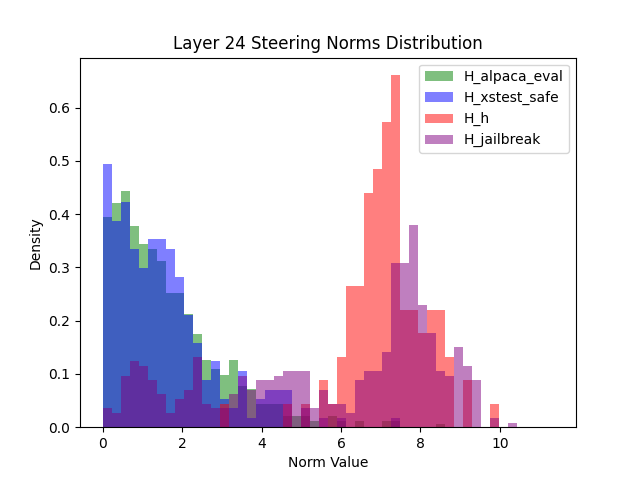 Layer 24 Steering Norms Distribution
H_alpaca_eval
H_xstest_safe
H_h
H_jailbreak
Density
0.6
0.5
0.4
0.3
0.2
0.1
0.0
0 2 4 6 8 10
Norm Value